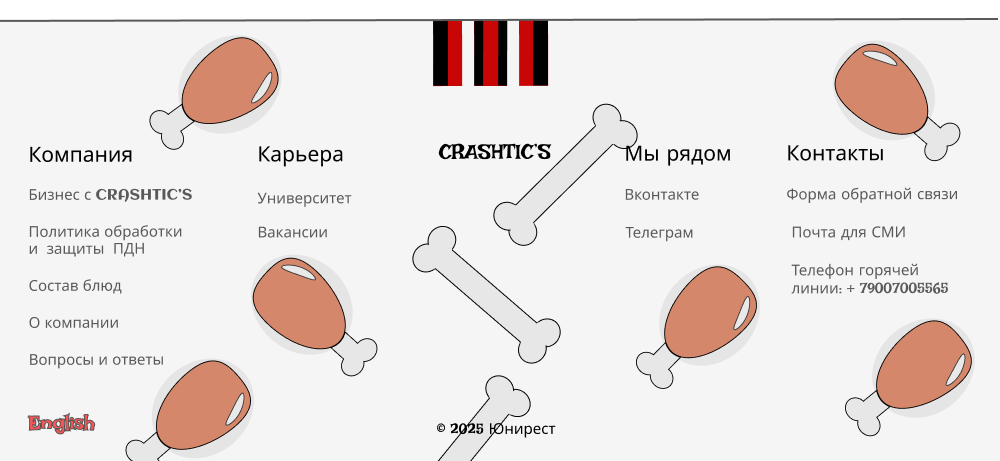 Компания
Бизнес с CRASHTIC'S
Политика обработки
и защиты ПДН
Состав блюд
О компании
Вопросы и ответы
English
Карьера
Университет
Вакансии
CRASHTIC'S
© 2025 Юнирест
Мы рядом
Вконтакте
Телеграм
Контакты
Форма обратной связи
Почта для СМИ
Телефон горячей
линии: + 79007005565